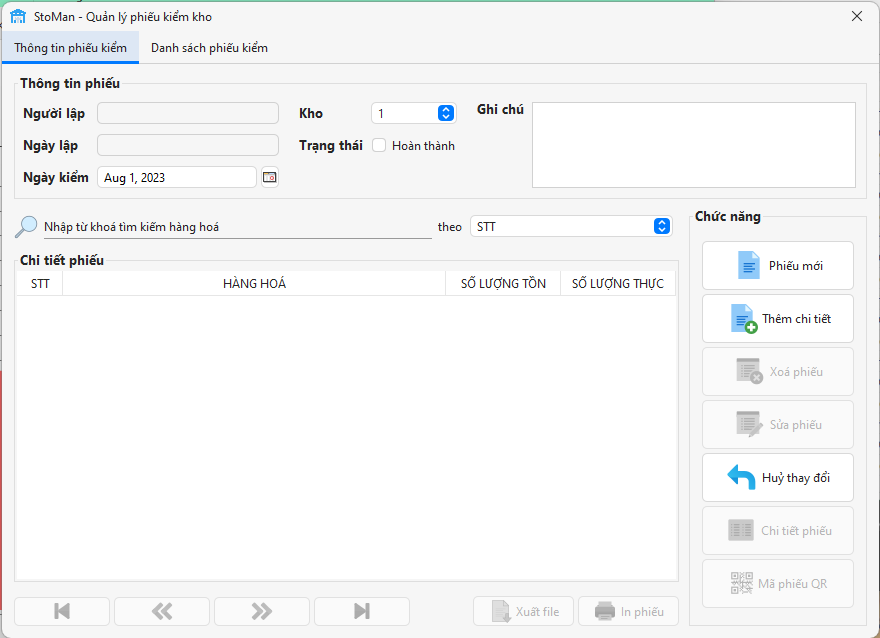 StoMan - Quản lý phiếu kiểm kho
Thông tin phiếu kiểm
Danh sách phiếu kiểm
Thông tin phiếu
Người lập
Kho
1
Ghi chú
Ngày lập
Trạng thái
Hoàn thành
Ngày kiểm
Aug 1, 2023
Nhập từ khoá tìm kiếm hàng hoá
theo
STT
Chi tiết phiếu
STT
HÀNG HOÁ
SỐ LƯỢNG TỒN
SỐ LƯỢNG THỰC
Chức năng
Phiếu mới
Thêm chi tiết
Xoá phiếu
Sửa phiếu
Huỷ thay đổi
Chi tiết phiếu
Mã phiếu QR
Xuất file
In phiếu